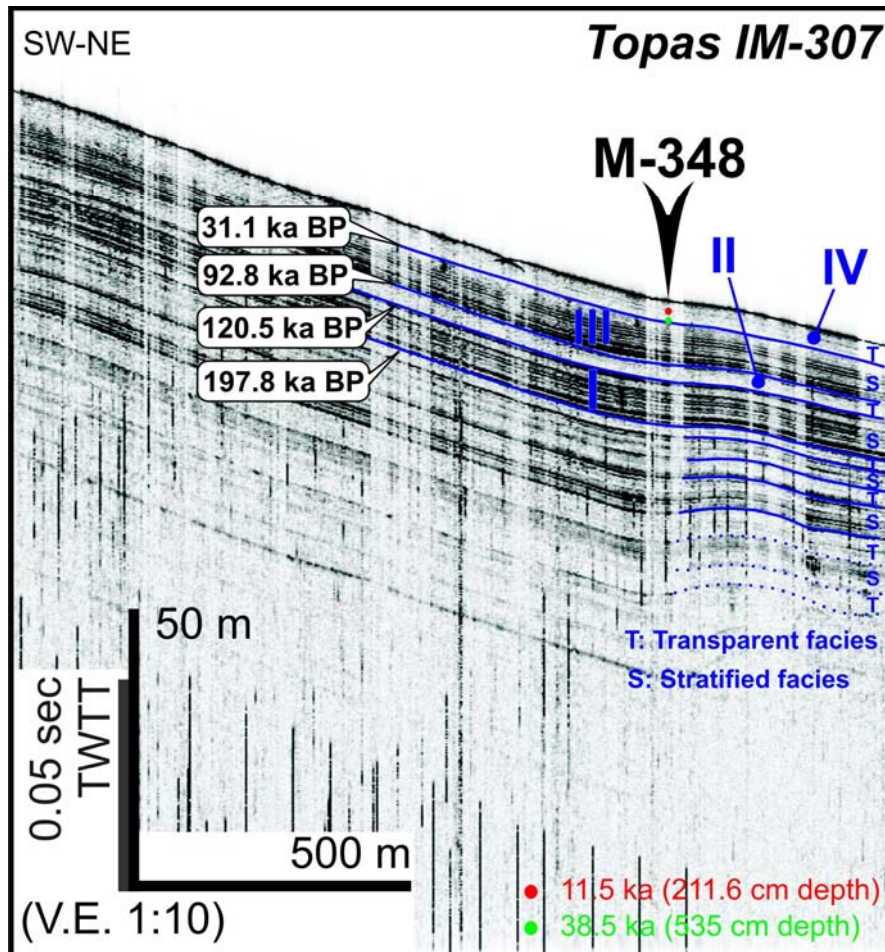 SW-NE
Topas IM-307
M-348
31.1 ka BP
92.8 ka BP
120.5 ka BP
197.8 ka BP
II
IV
III
I
T
S
T
S
T
S
T
S
T
S
T
T: Transparent facies
S: Stratified facies
50 m
0.05 sec
TWTT
500 m
(V.E. 1:10)
11.5 ka (211.6 cm depth)
38.5 ka (535 cm depth)